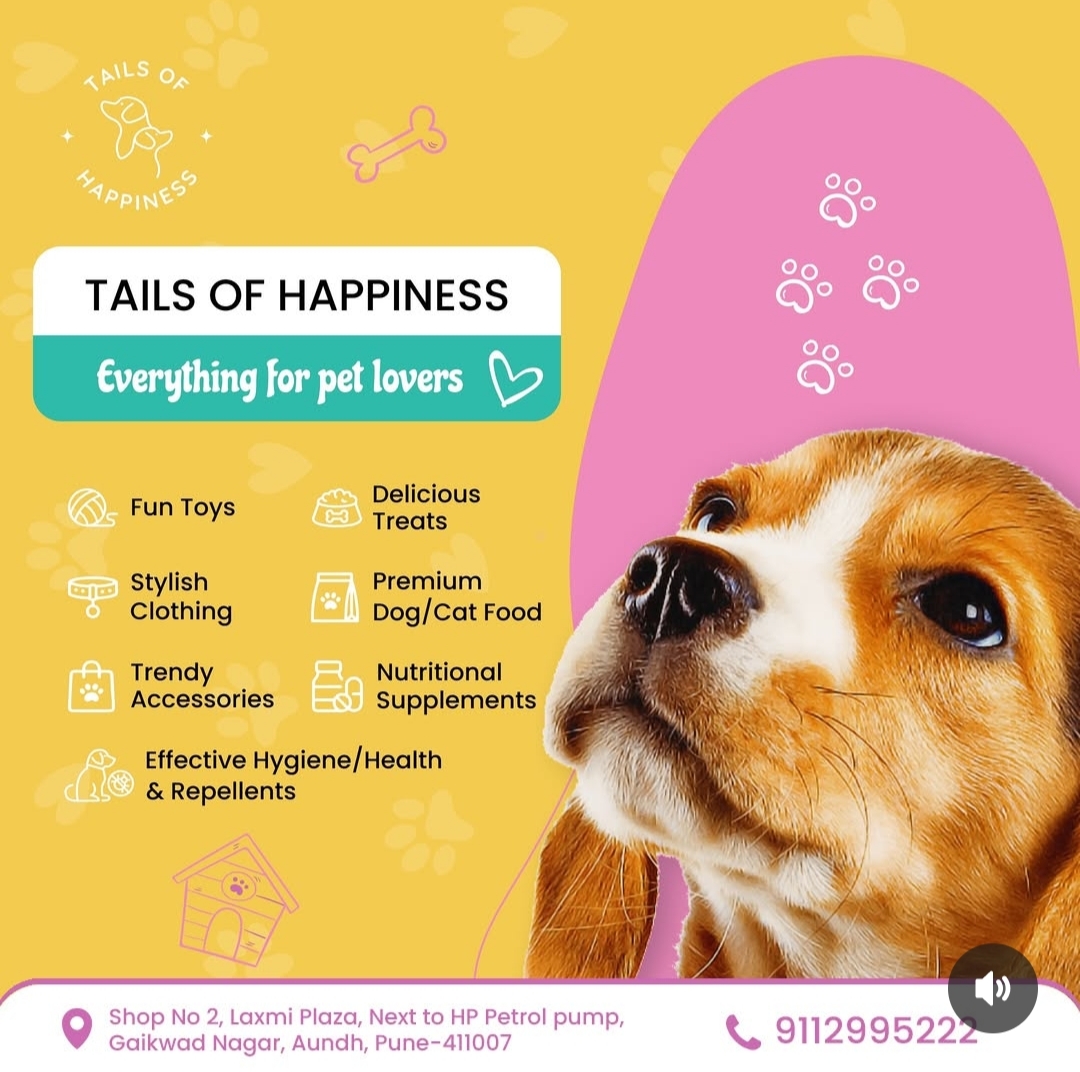 TAILS OF
HAPPINESS
TAILS OF HAPPINESS
Everything for pet lovers
Fun Toys
Delicious
Treats
Stylish
Clothing
Premium
Dog/Cat Food
Trendy
Accessories
Nutritional
Supplements
Effective Hygiene/Health
& Repellents
Shop No 2, Laxmi Plaza, Next to HP Petrol pump,
Gaikwad Nagar, Aundh, Pune-411007
9112995222